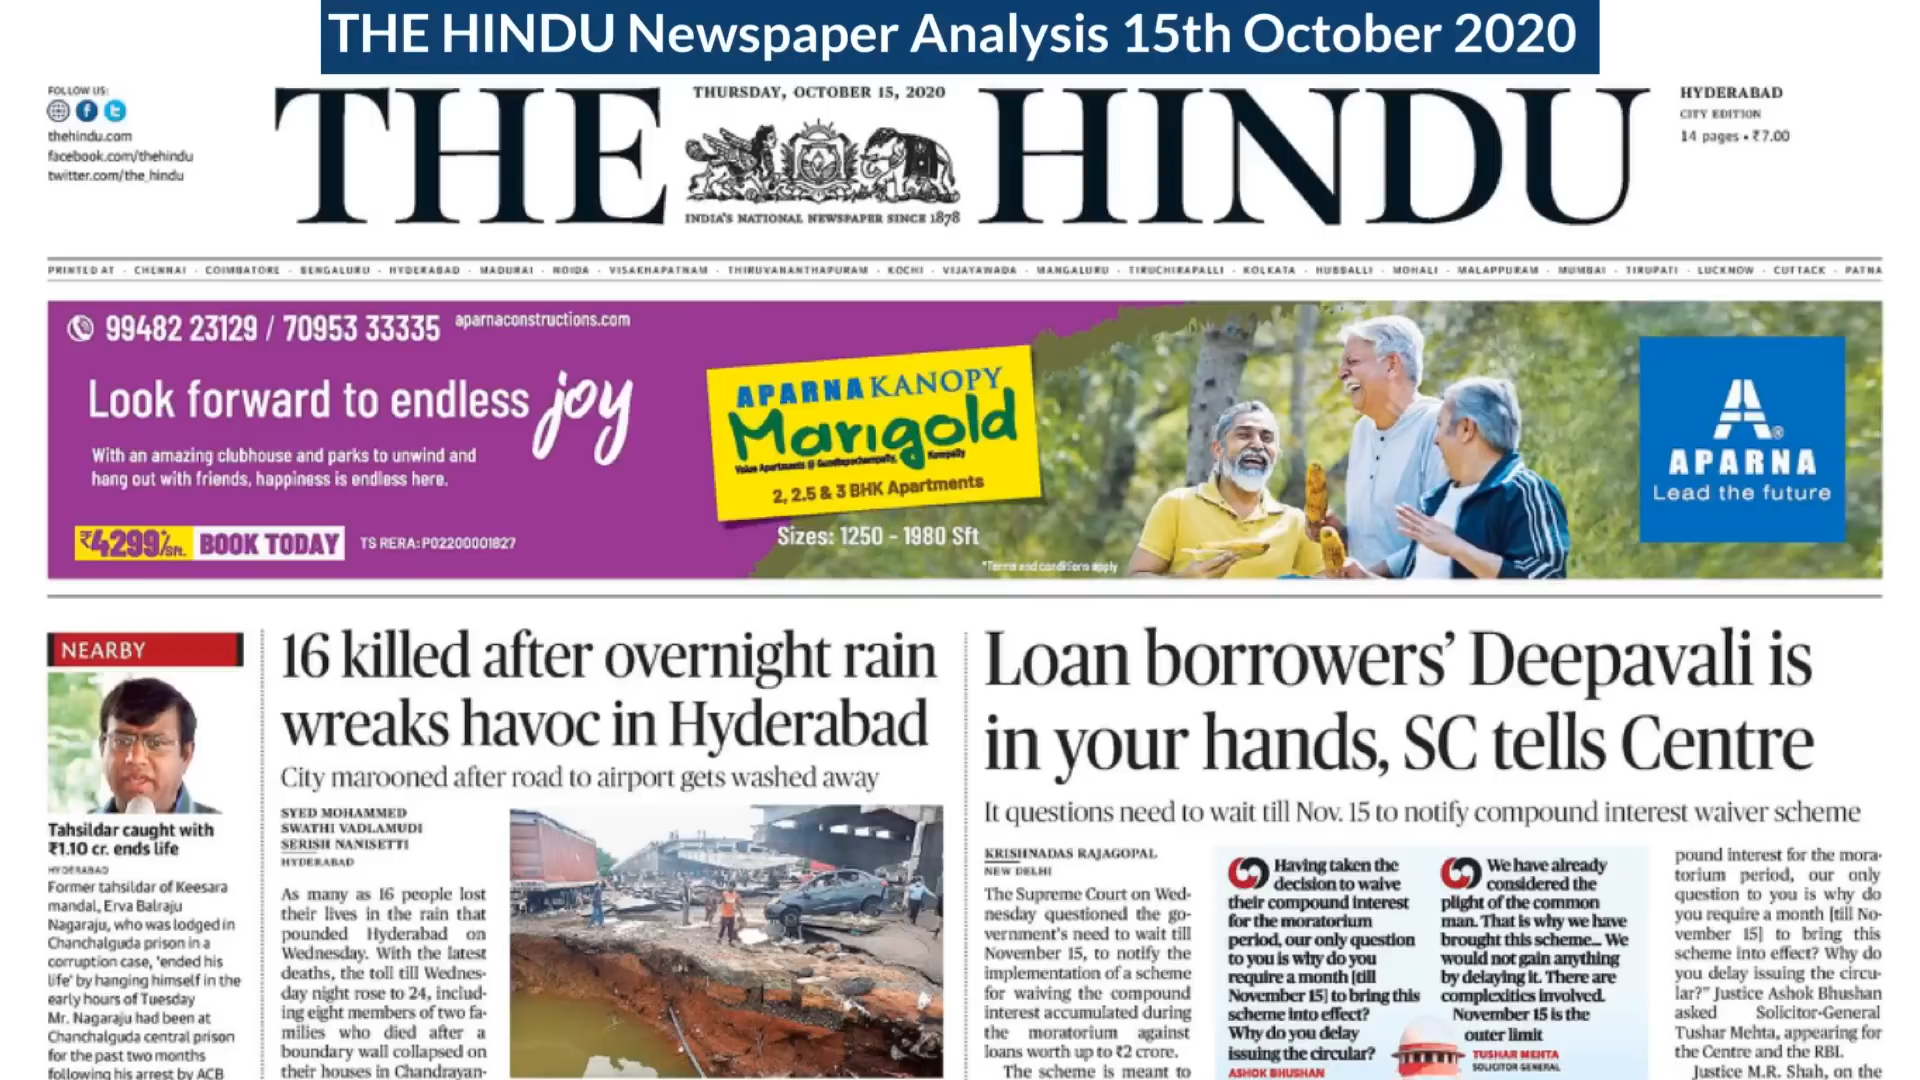 THE HINDU Newspaper Analysis 15th October 2020
FOLLOW US:
thehindu.com
facebook.com/thehindu
twitter.com/the_hindu
THE HINDU
THURSDAY, OCTOBER 15, 2020
INDIA'S NATIONAL NEWSPAPER SINCE 1878
HYDERABAD
CITY EDITION
14 pages • ₹7.00
PRINTED AT · CHENNAI · COIMBATORE · BENGALURU · HYDERABAD · MADURAI · NOIDA · VISAKHAPATNAM · THIRUVANANTHAPURAM · KOCHI · VIJAYAWADA · MANGALURU · TIRUCHIRAPALLI · KOLKATA · HUBBALLI · MOHALI · MALAPPURAM · MUMBAI · TIRUPATI · LUCKNOW · CUTTACK · PATNA
99482 23129 / 70953 33335 aparnaconstructions.com
Look forward to endless joy
With an amazing clubhouse and parks to unwind and
hang out with friends, happiness is endless here.
₹4299*/Sft. BOOK TODAY TS RERA: P02200001827
APARNA KANOPY
Marigold
Value Apartments @ Gundlapochampally, Kompally
2, 2.5 & 3 BHK Apartments
Sizes: 1250 - 1980 Sft
*Terms and conditions apply
APARNA
Lead the future
NEARBY
Tahsildar caught with
₹1.10 cr. ends life
HYDERABAD
Former tahsildar of Keesara
mandal, Erva Balraju
Nagaraju, who was lodged in
Chanchalguda prison in a
corruption case, 'ended his
life' by hanging himself in the
early hours of Tuesday
Mr. Nagaraju had been at
Chanchalguda central prison
for the past two months
following his arrest by ACB
16 killed after overnight rain
wreaks havoc in Hyderabad
City marooned after road to airport gets washed away
SYED MOHAMMED
SWATHI VADLAMUDI
SERISH NANISETTI
HYDERABAD
As many as 16 people lost
their lives in the rain that
pounded Hyderabad on
Wednesday. With the latest
deaths, the toll till Wednes-
day night rose to 24, includ-
ing eight members of two fa-
milies who died after a
boundary wall collapsed on
their houses in Chandrayan-
Loan borrowers' Deepavali is
in your hands, SC tells Centre
It questions need to wait till Nov. 15 to notify compound interest waiver scheme
KRISHNADAS RAJAGOPAL
NEW DELHI
The Supreme Court on Wed-
nesday questioned the go-
vernment's need to wait till
November 15, to notify the
implementation of a scheme
for waiving the compound
interest accumulated during
the moratorium against
loans worth up to ₹2 crore.
The scheme is meant to
Having taken the
decision to waive
their compound interest
for the moratorium
period, our only question
to you is why do you
require a month [till
November 15] to bring this
scheme into effect?
Why do you delay
issuing the circular?
ASHOK BHUSHAN
We have already
considered the
plight of the common
man. That is why we have
brought this scheme... We
would not gain anything
by delaying it. There are
complexities involved.
November 15 is the
outer limit
TUSHAR MEHTA
SOLICITOR GENERAL
pound interest for the mora-
torium period, our only
question to you is why do
you require a month [till No-
vember 15] to bring this
scheme into effect? Why do
you delay issuing the circu-
lar?" Justice Ashok Bhushan
asked Solicitor-General
Tushar Mehta, appearing for
the Centre and the RBI.
Justice M.R. Shah, on the